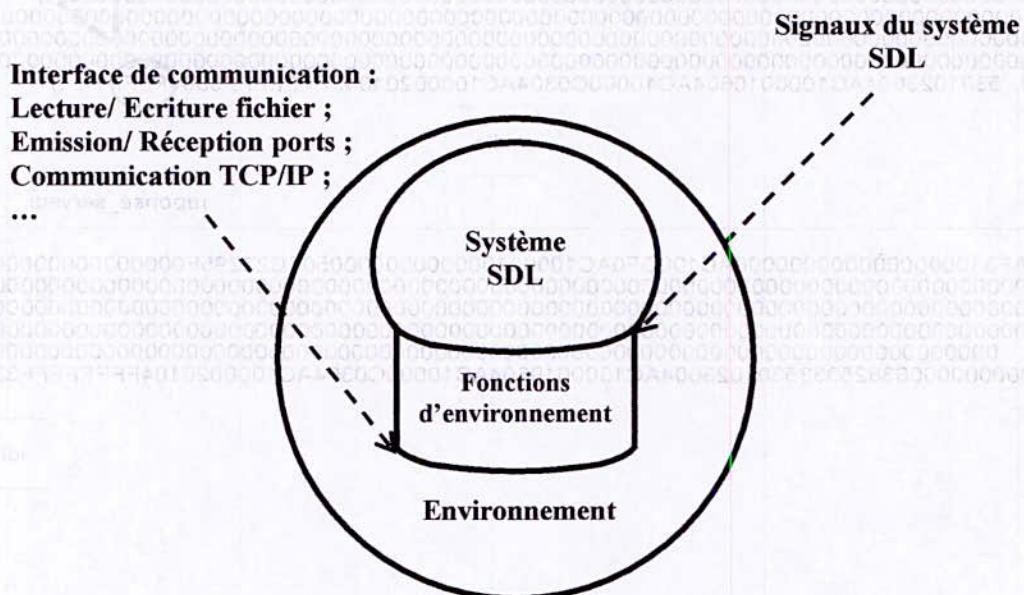 Signaux du système
SDL
Interface de communication :
Lecture/ Ecriture fichier ;
Emission/ Réception ports ;
Communication TCP/IP ;
…
Système
SDL
Fonctions
d'environnement
Environnement